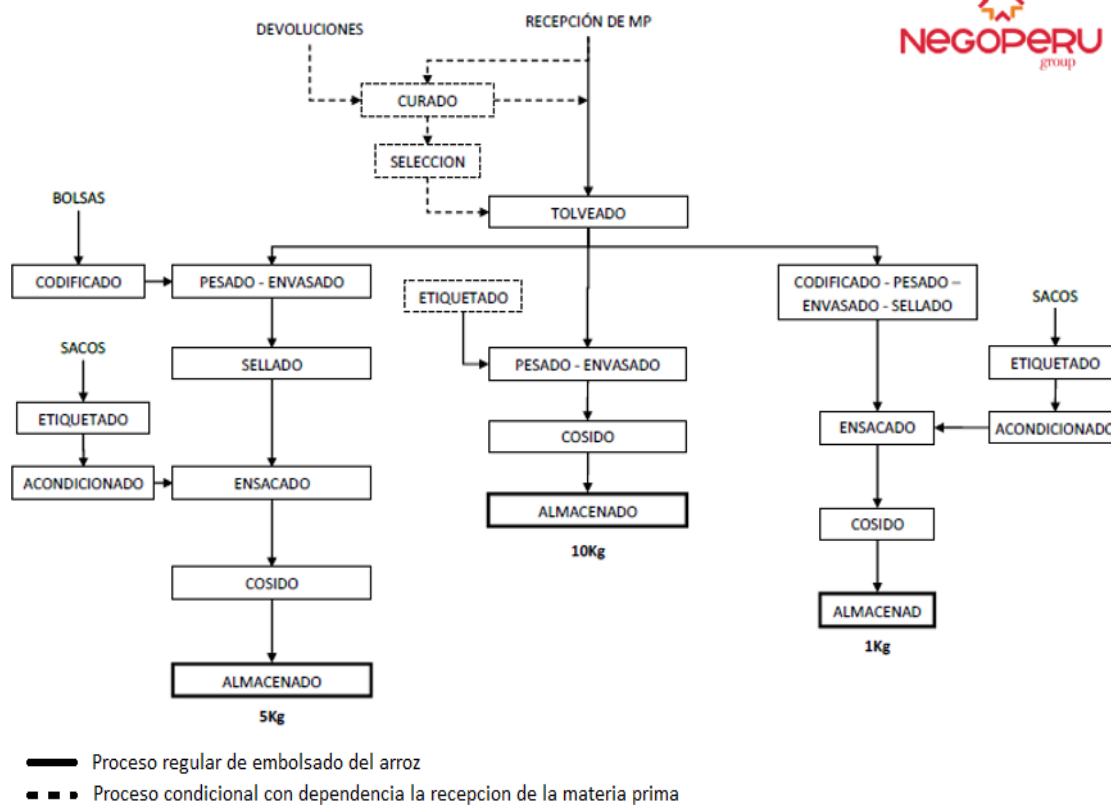 DEVOLUCIONES
RECEPCIÓN DE MP
NEGOPERU
group
CURADO
SELECCION
BOLSAS
TOLVEADO
CODIFICADO
PESADO - ENVASADO
ETIQUETADO
CODIFICADO - PESADO –
ENVASADO - SELLADO
SACOS
SACOS
SELLADO
PESADO - ENVASADO
ETIQUETADO
ETIQUETADO
COSIDO
ENSACADO
ACONDICIONADO
ACONDICIONADO
ENSACADO
ALMACENADO
10Kg
COSIDO
COSIDO
ALMACENAD
1Kg
ALMACENADO
5Kg
Proceso regular de embolsado del arroz
Proceso condicional con dependencia la recepcion de la materia prima